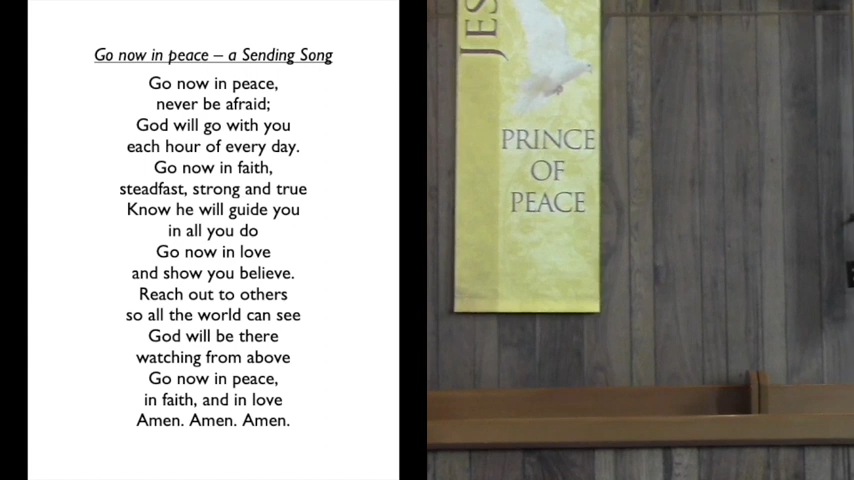 Go now in peace – a Sending Song
Go now in peace,
never be afraid;
God will go with you
each hour of every day.
Go now in faith,
steadfast, strong and true
Know he will guide you
in all you do
Go now in love
and show you believe.
Reach out to others
so all the world can see
God will be there
watching from above
Go now in peace,
in faith, and in love
Amen. Amen. Amen.
JES
PRINCE
OF
PEACE